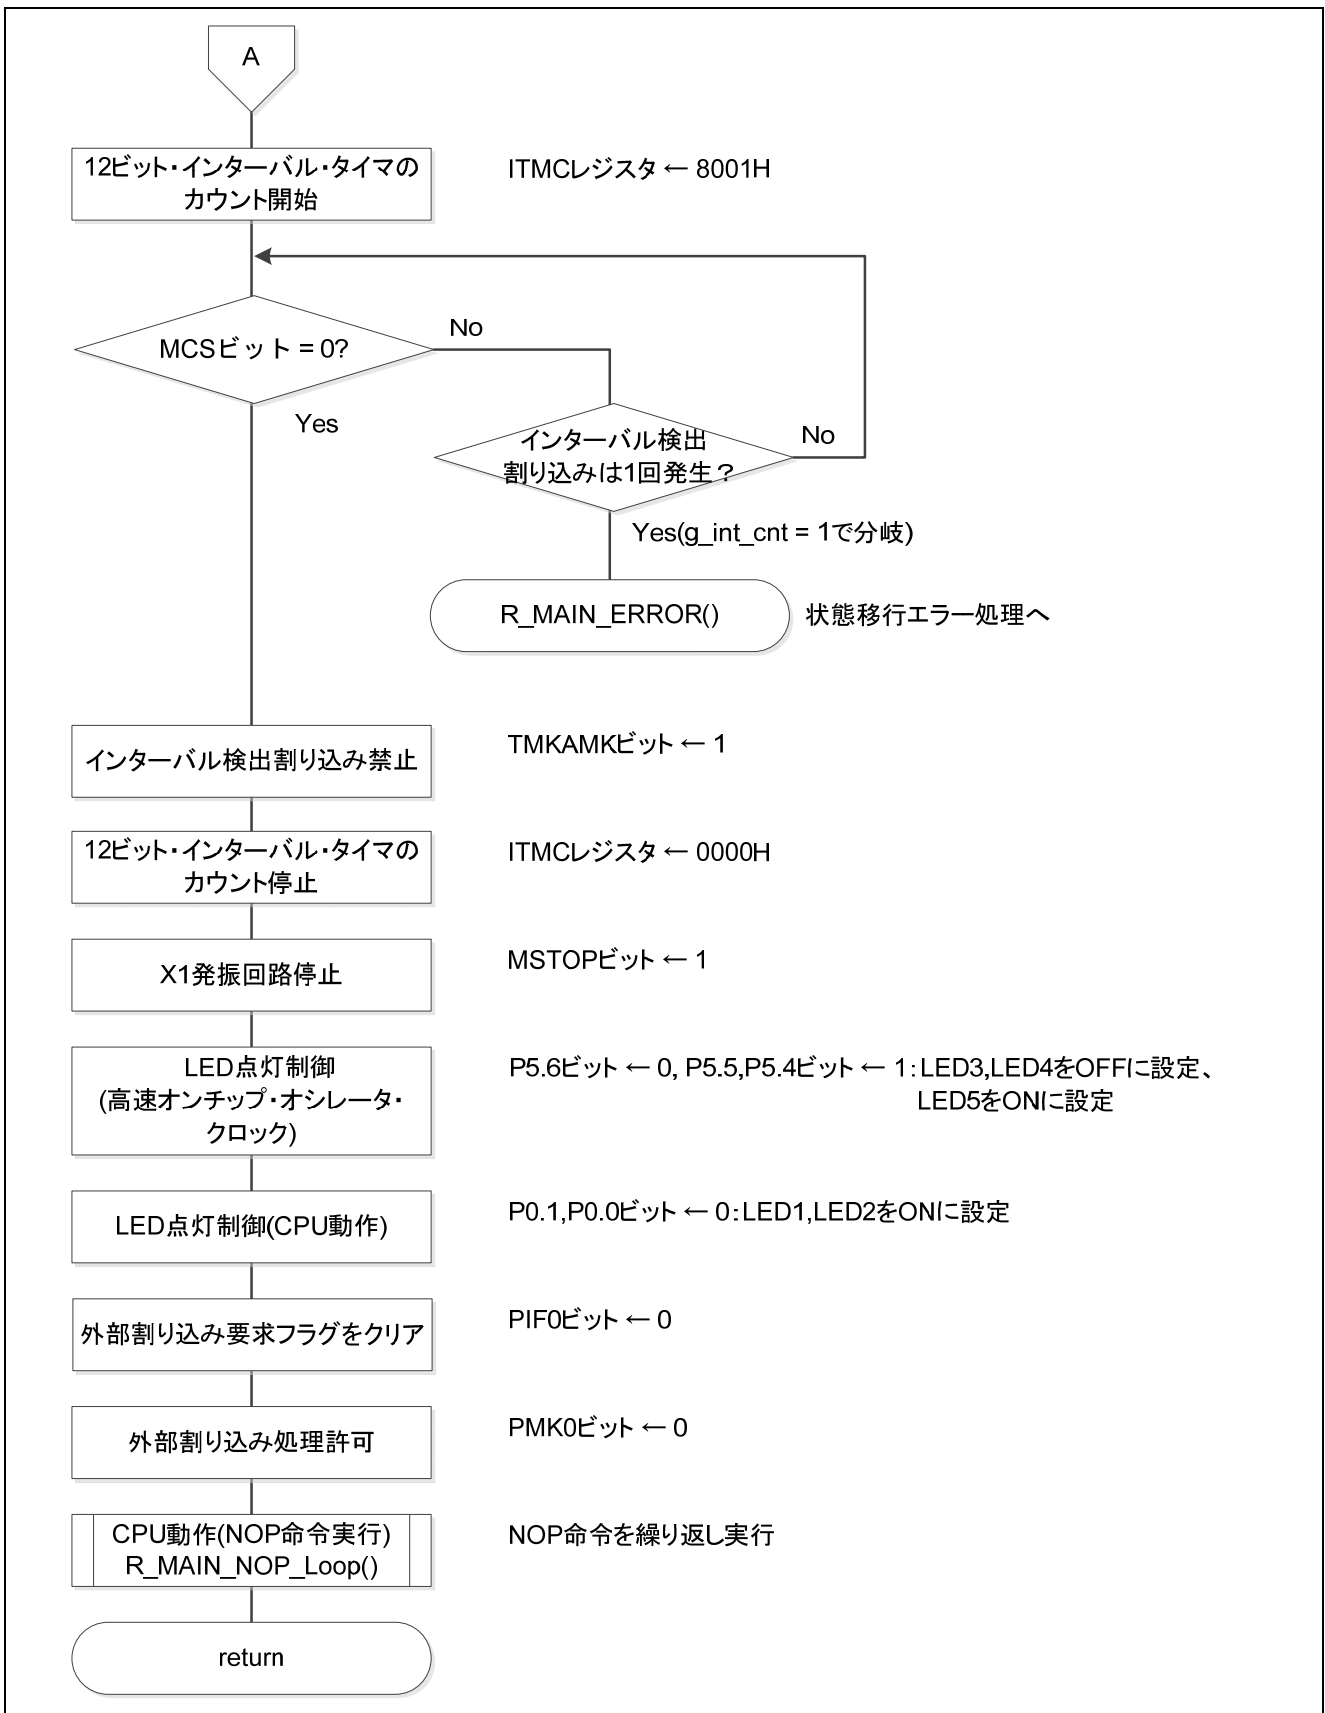 A
12ビット・インターバル・タイマの
カウント開始
ITMCレジスタ ← 8001H
MCSビット = 0?
No
Yes
インターバル検出
割り込みは1回発生？
No
Yes(g_int_cnt = 1で分岐)
R_MAIN_ERROR()
状態移行エラー処理へ
インターバル検出割り込み禁止
TMKAMKビット ← 1
12ビット・インターバル・タイマの
カウント停止
ITMCレジスタ ← 0000H
X1発振回路停止
MSTOPビット ← 1
LED点灯制御
(高速オンチップ・オシレータ・
クロック)
P5.6ビット ← 0, P5.5,P5.4ビット ← 1：LED3,LED4をOFFに設定、
LED5をONに設定
LED点灯制御(CPU動作)
P0.1,P0.0ビット ← 0：LED1,LED2をONに設定
外部割り込み要求フラグをクリア
PIF0ビット ← 0
外部割り込み処理許可
PMK0ビット ← 0
CPU動作(NOP命令実行)
R_MAIN_NOP_Loop()
NOP命令を繰り返し実行
return